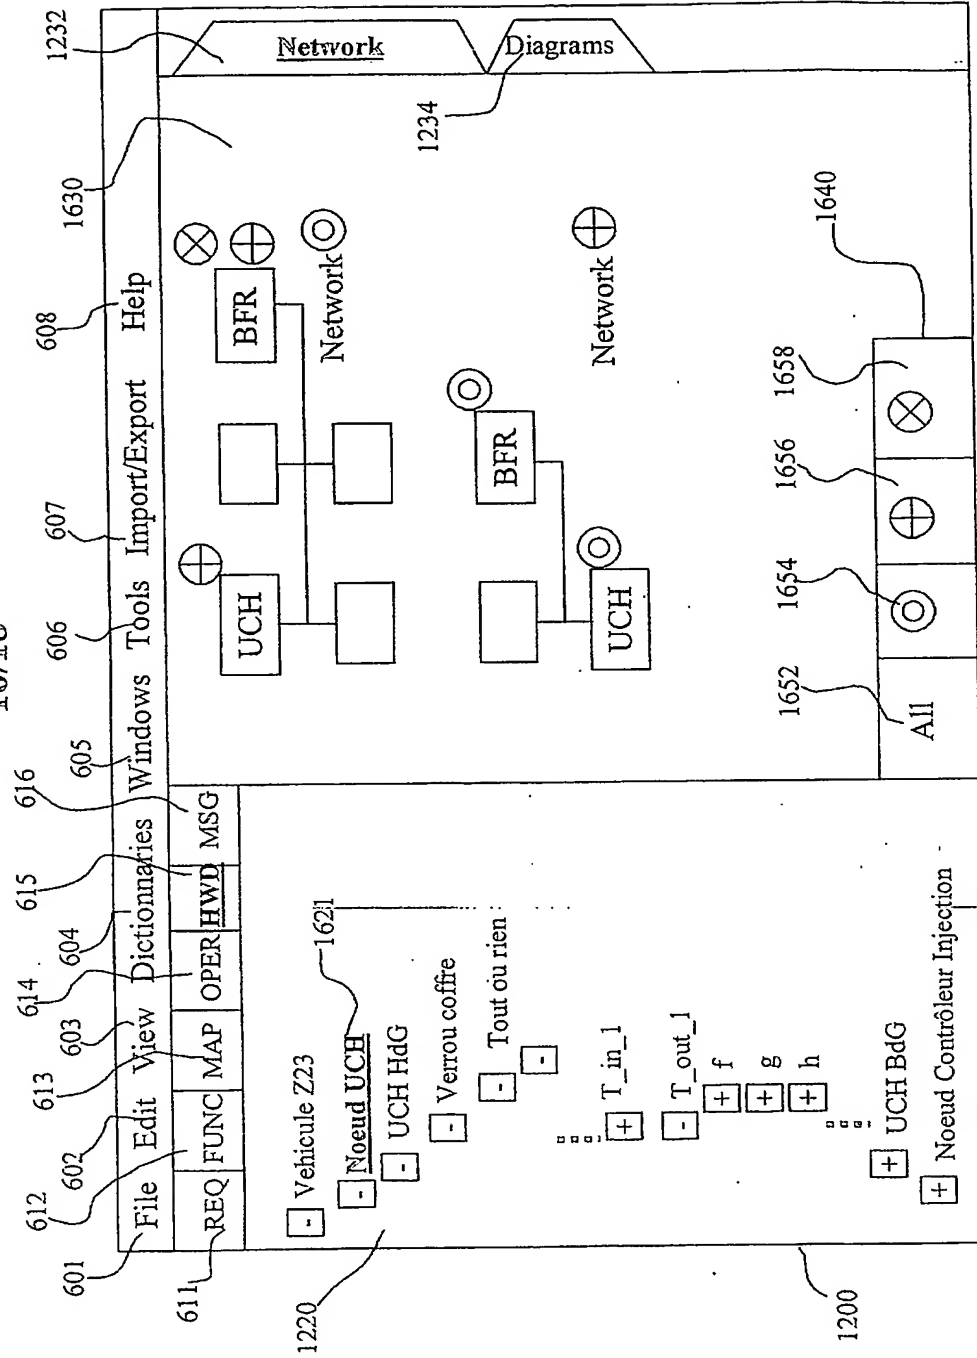 601 602 603 604 605 606 607 608
File Edit View Dictionnaries Windows Tools Import/Export Help
611 612 613 614 615 616
REQ FUNC MAP OPER HWD MSG
1630 1232
Network
Diagrams
1234
1220
Vehicule Z23
-
Noeud UCH
-
1621
UCH HdG
-
Verrou coffre
-
Tout ou rien
-
-
T_in_1
+
T_out_1
-
f
+
g
+
h
+
UCH BdG
+
Noeud Contrôleur Injection
+
1200
UCH BFR
Network
BFR
UCH
Network
1652 1654 1656 1658 1640
All